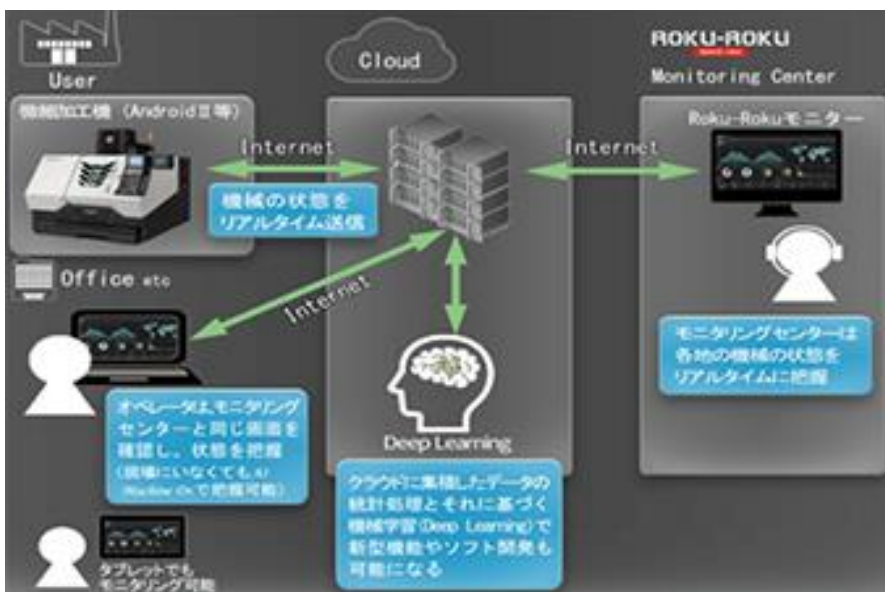 User
Cloud
ROKU-ROKU
Monitoring Center
(AndroidⅡ等)
Internet
機械の状態を
リアルタイム送信
Internet
Roku-Rokuモニター
Office etc
Internet
オペレータは、モニタリング
センターと同じ画面を
確認し、状態を把握
(現場にいなくても
で把握可能)
タブレットでも
モニタリング可能
Deep Learning
クラウドに集積したデータの
統計処理とそれに基づく
機械学習(Deep Learning)で
新型機能やソフト開発も
可能になる
モニタリングセンターは
各地の機械の状態を
リアルタイムに把握